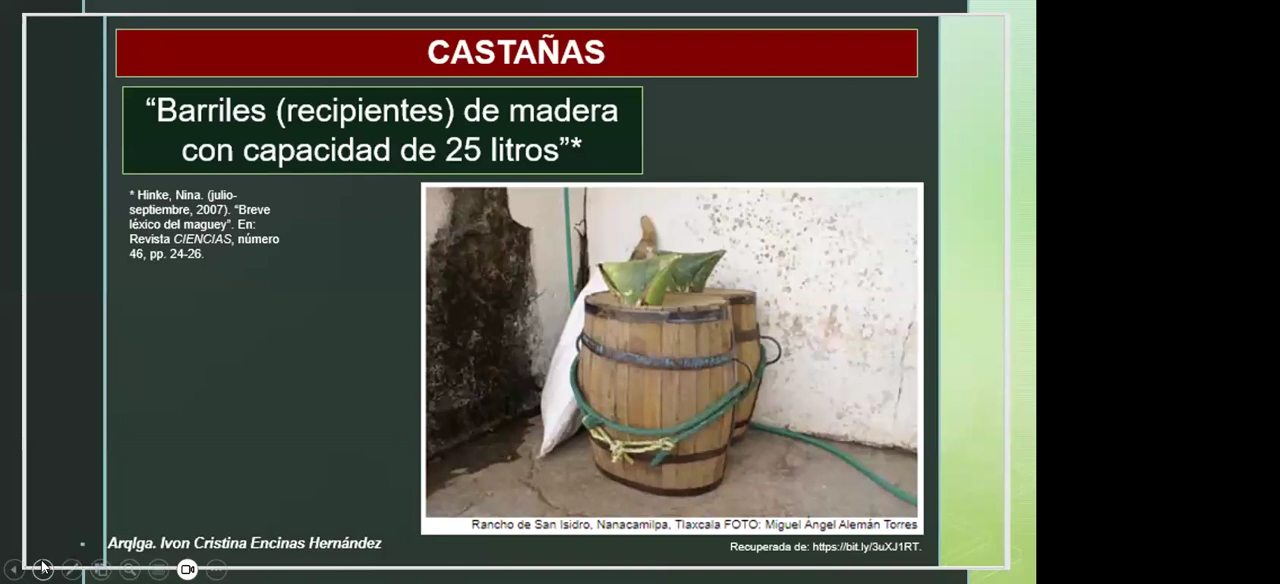 CASTAÑAS
“Barriles (recipientes) de madera
con capacidad de 25 litros”*
* Hinke, Nina. (julio-
septiembre, 2007). “Breve
léxico del maguey”. En:
Revista CIENCIAS, número
46, pp. 24-26.
Rancho de San Isidro, Nanacamilpa, Tlaxcala FOTO: Miguel Ángel Alemán Torres
Arqlga. Ivon Cristina Encinas Hernández
Recuperada de: https://bit.ly/3uXJ1RT.